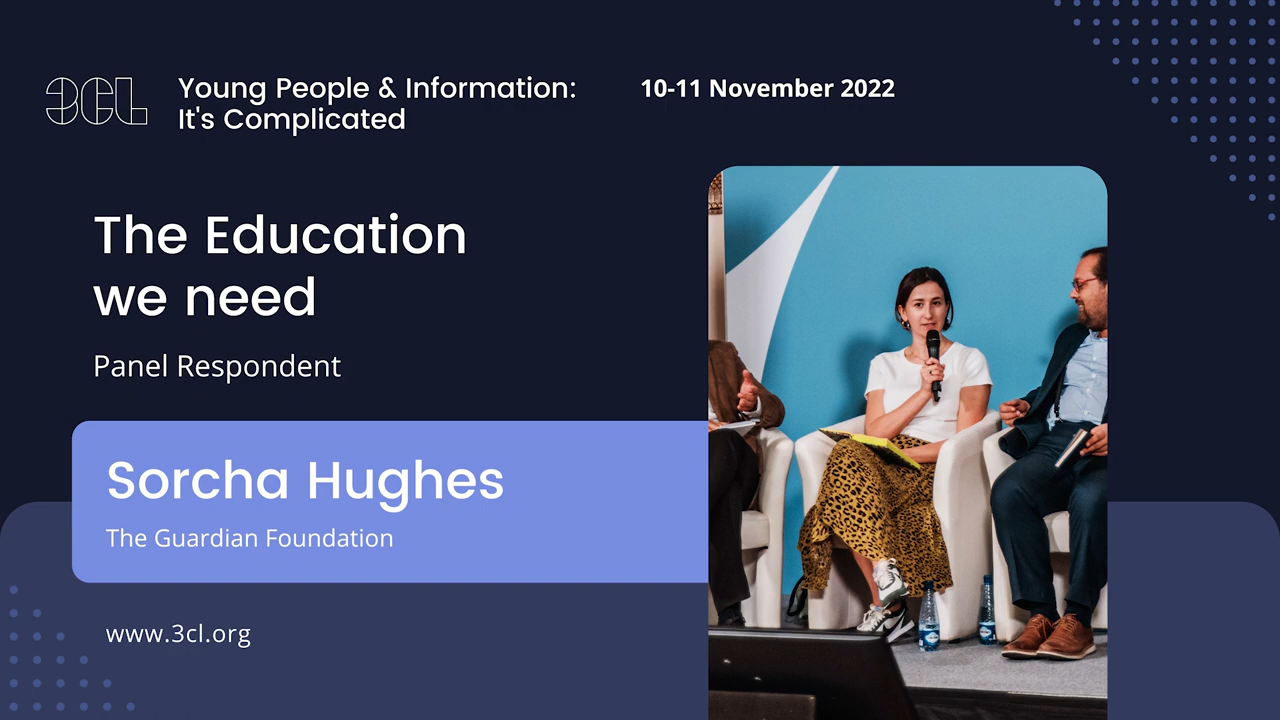 3CL
Young People & Information:
It's Complicated
10-11 November 2022
The Education
we need
Panel Respondent
Sorcha Hughes
The Guardian Foundation
www.3cl.org